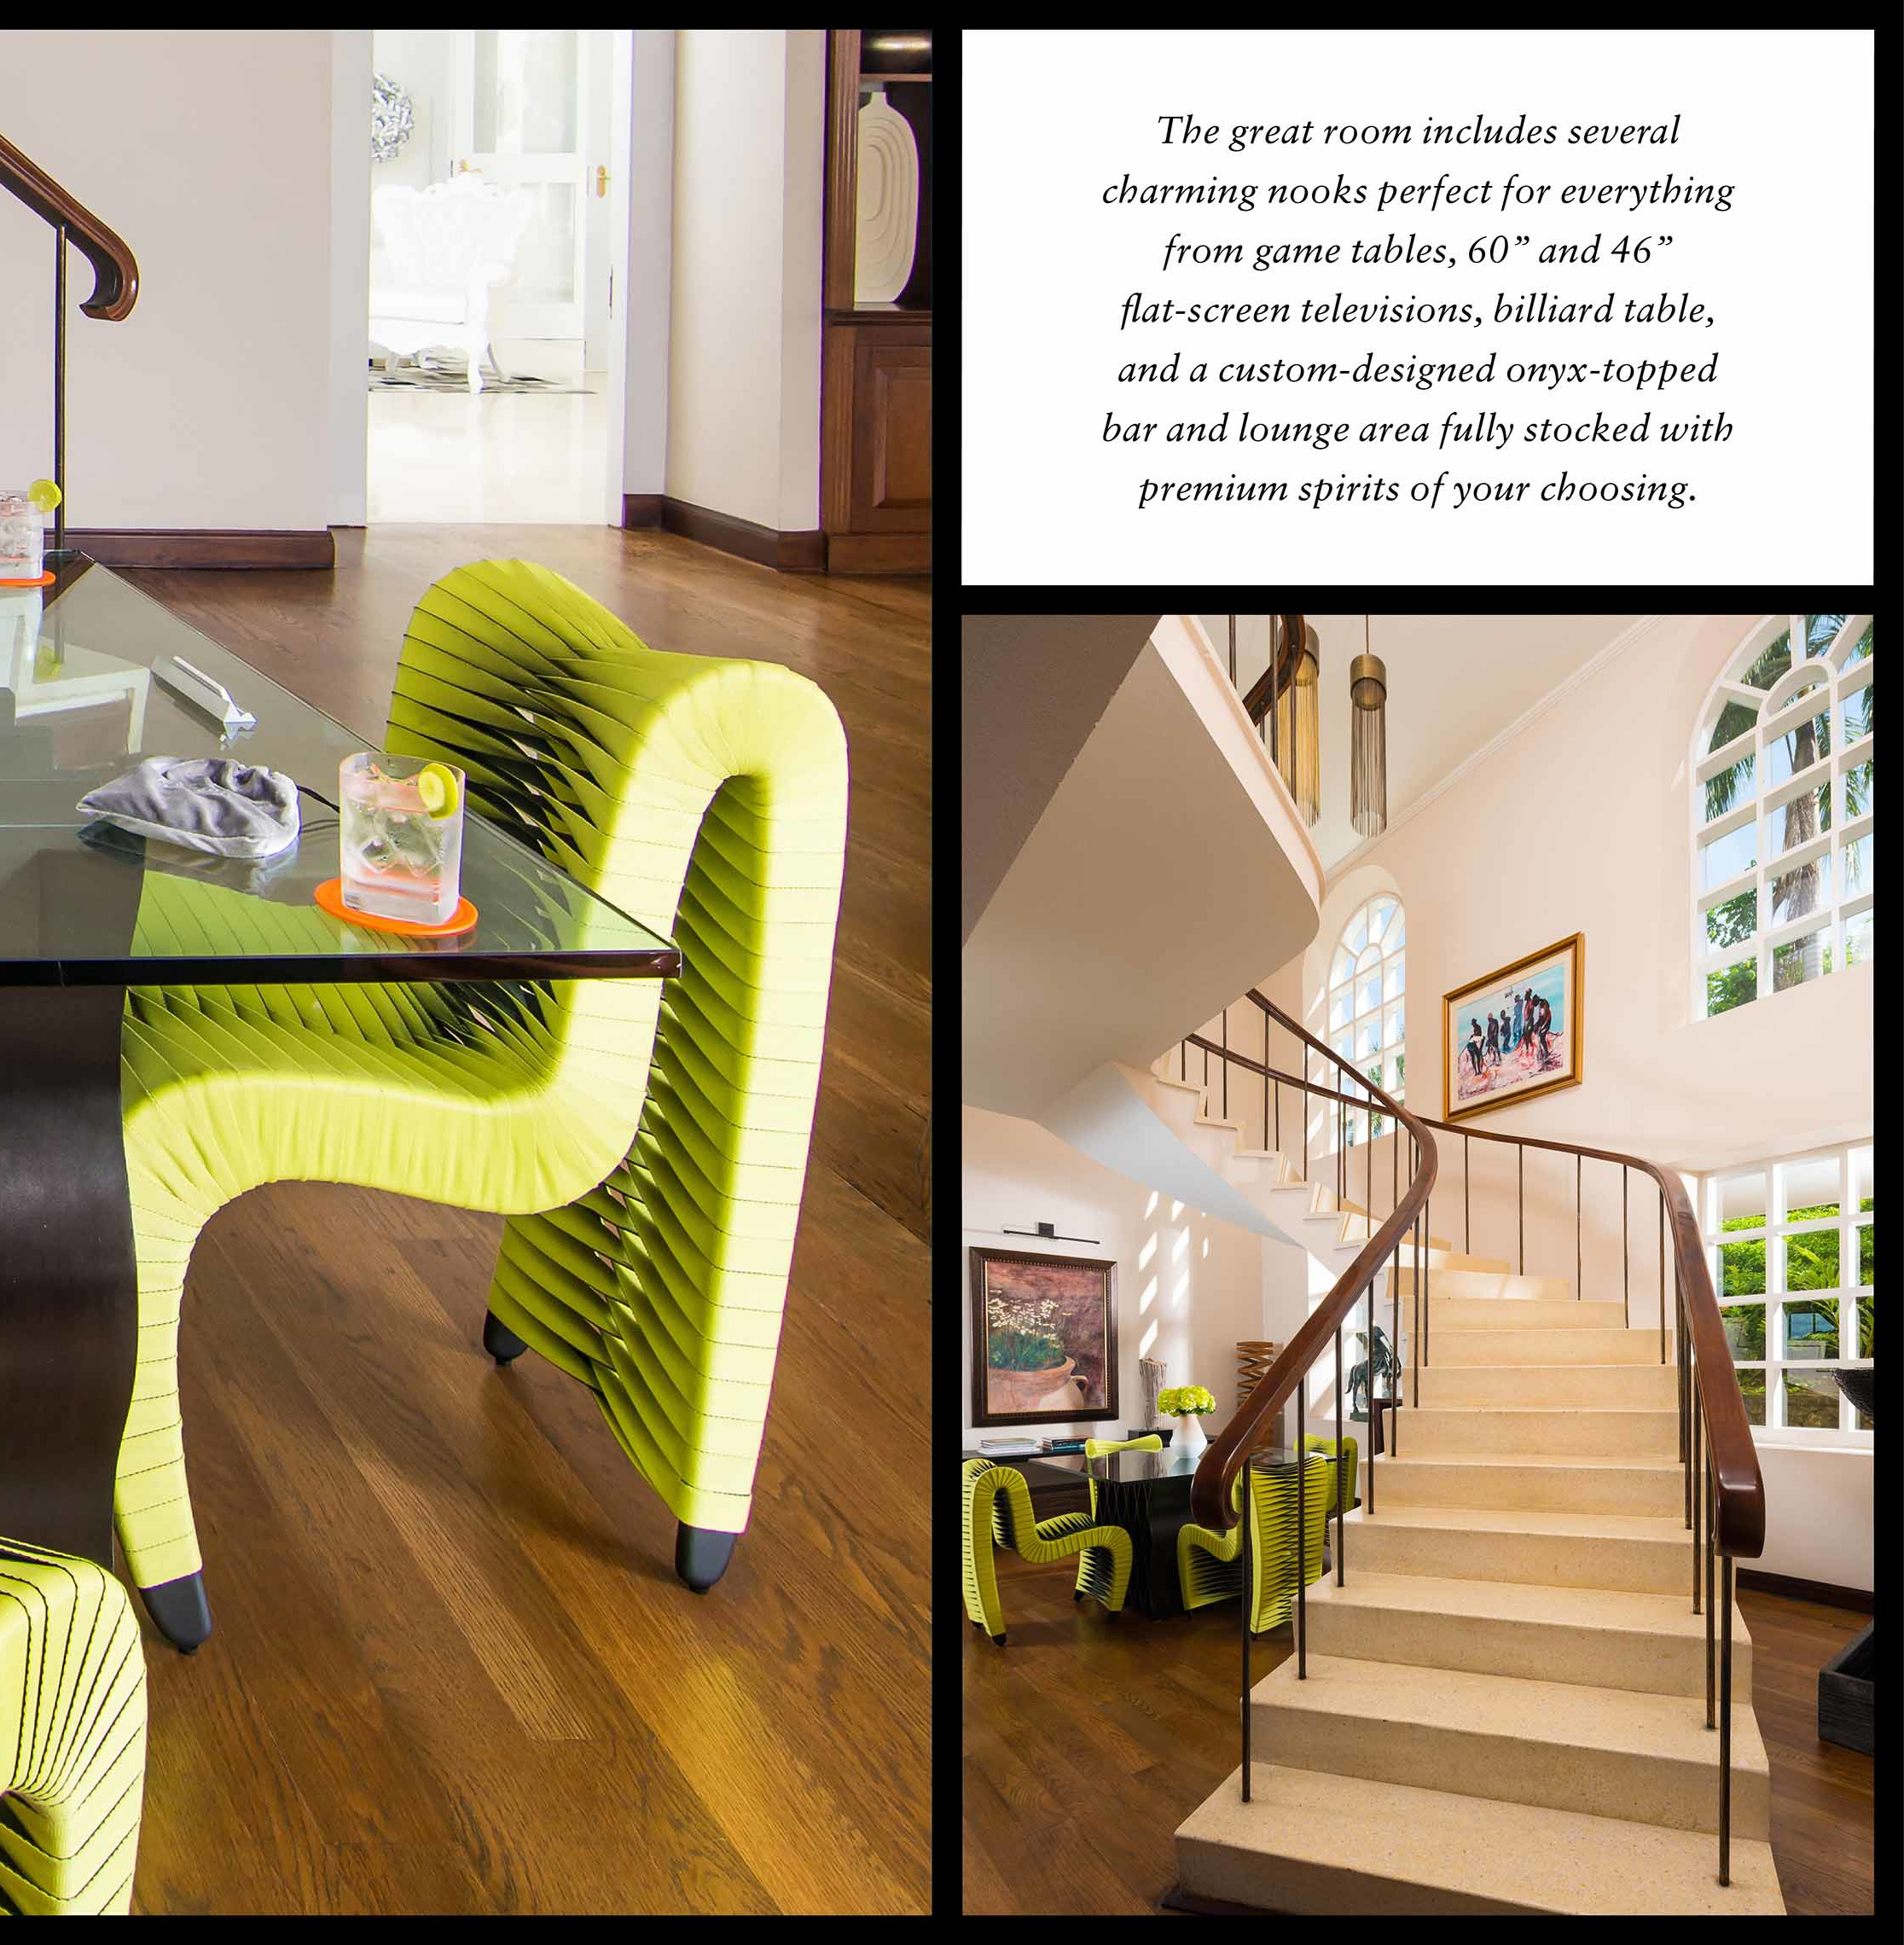 The great room includes several
charming nooks perfect for everything
from game tables, 60” and 46”
flat-screen televisions, billiard table,
and a custom-designed onyx-topped
bar and lounge area fully stocked with
premium spirits of your choosing.